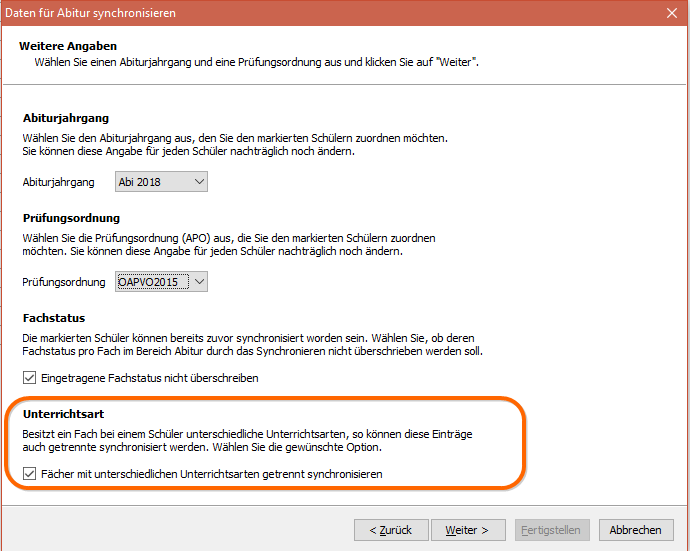 Daten für Abitur synchronisieren
Weitere Angaben
Wählen Sie einen Abiturjahrgang und eine Prüfungsordnung aus und klicken Sie auf "Weiter".
Abiturjahrgang
Wählen Sie den Abiturjahrgang aus, den Sie den markierten Schülern zuordnen möchten.
Sie können diese Angabe für jeden Schüler nachträglich noch ändern.
Abiturjahrgang Abi 2018
Prüfungsordnung
Wählen Sie die Prüfungsordnung (APO) aus, die Sie den markierten Schülern zuordnen
möchten. Sie können diese Angabe für jeden Schüler nachträglich noch ändern.
Prüfungsordnung OAPVO2015
Fachstatus
Die markierten Schüler können bereits zuvor synchronisiert worden sein. Wählen Sie, ob deren
Fachstatus pro Fach im Bereich Abitur durch das Synchronieren nicht überschrieben werden soll.
Eingetragene Fachstatus nicht überschreiben
Unterrichtsart
Besitzt ein Fach bei einem Schüler unterschiedliche Unterrichtsarten, so können diese Einträge
auch getrennte synchronisiert werden. Wählen Sie die gewünschte Option.
Fächer mit unterschiedlichen Unterrichtsarten getrennt synchronisieren
< Zurück Weiter > Fertigstellen Abbrechen